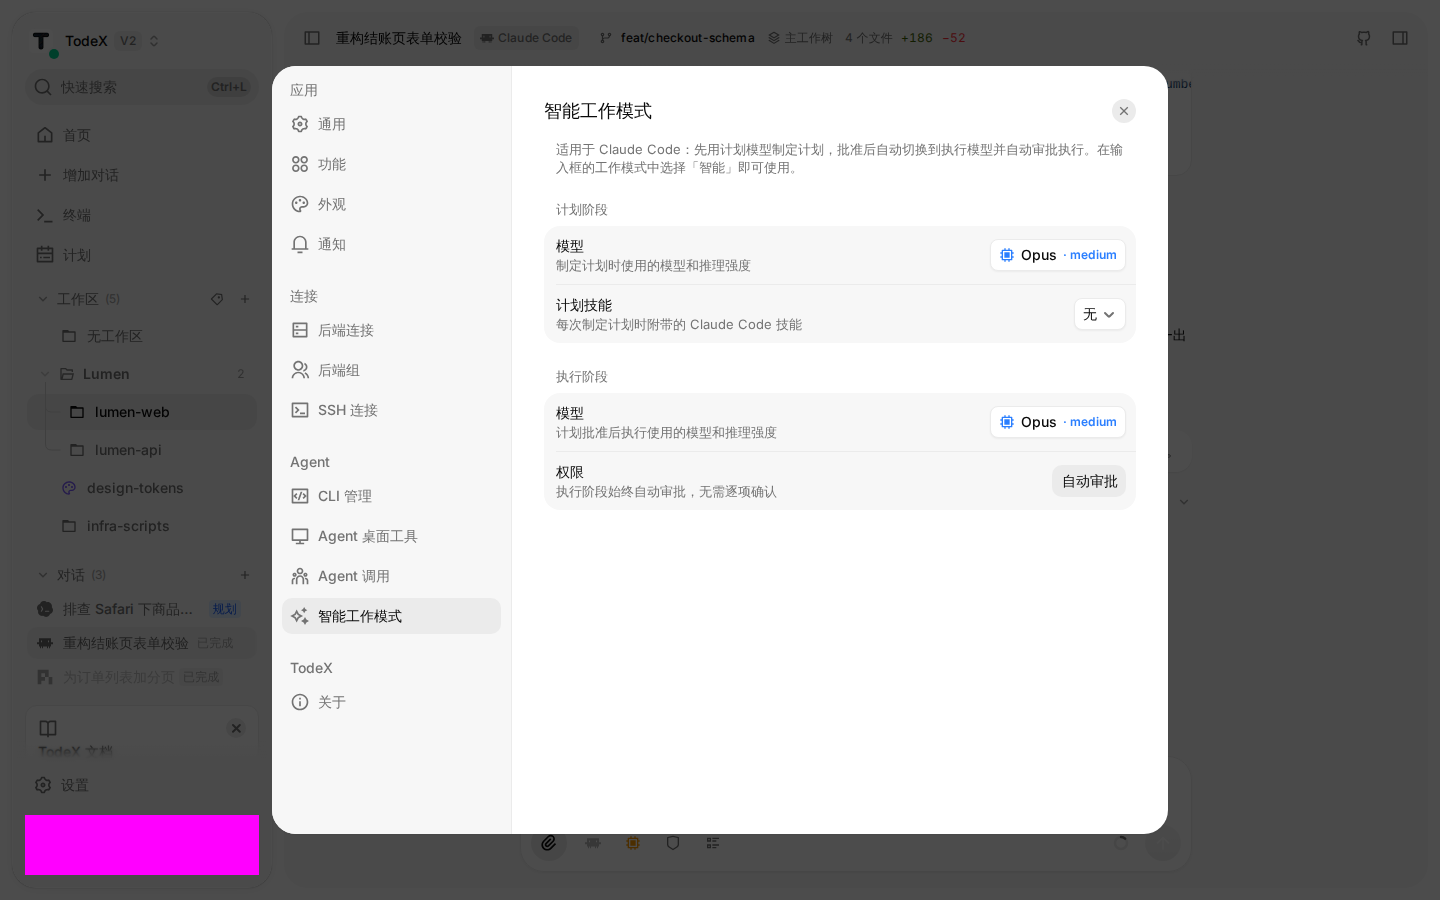 TodeX V2
快速搜索 Ctrl+L
首页
增加对话
终端
计划
工作区 (5)
无工作区
Lumen 2
lumen-web
lumen-api
design-tokens
infra-scripts
对话 (3)
排查 Safari 下商品... 规划
重构结账页表单校验 已完成
为订单列表加分页 已完成
TodeX 文档
设置
重构结账页表单校验 Claude Code feat/checkout-schema 主工作树 4 个文件 +186 −52
应用
通用
功能
外观
通知
连接
后端连接
后端组
SSH 连接
Agent
CLI 管理
Agent 桌面工具
Agent 调用
智能工作模式
TodeX
关于
智能工作模式
适用于 Claude Code：先用计划模型制定计划，批准后自动切换到执行模型并自动审批执行。在输
入框的工作模式中选择「智能」即可使用。
计划阶段
模型
制定计划时使用的模型和推理强度
Opus · medium
计划技能
每次制定计划时附带的 Claude Code 技能
无
执行阶段
模型
计划批准后执行使用的模型和推理强度
Opus · medium
权限
执行阶段始终自动审批，无需逐项确认
自动审批
出